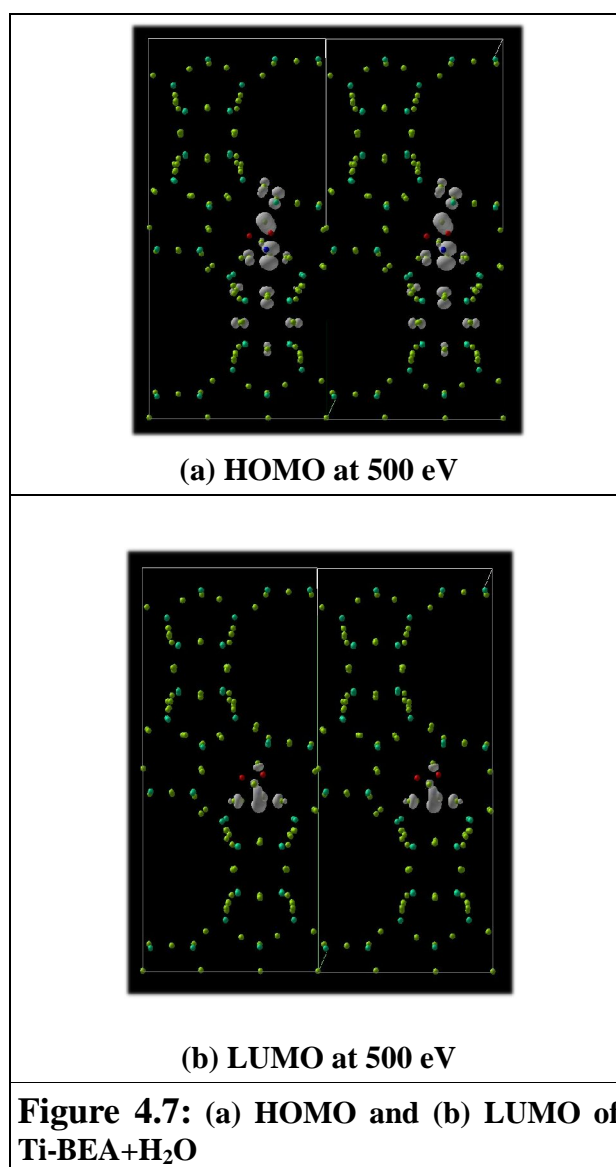 (a) HOMO at 500 eV
(b) LUMO at 500 eV
Figure 4.7: (a) HOMO and (b) LUMO of
Ti-BEA+H₂O